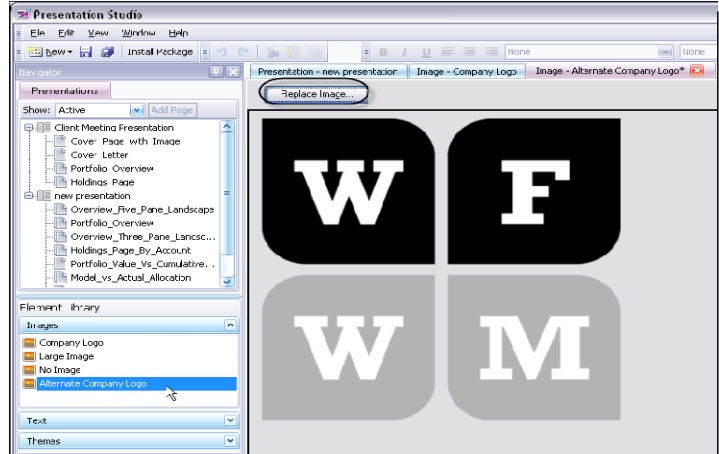 Presentation Studio
File Edit View Window Help
New Install Package B I U None None
Navigator
Presentations
Show: Active Add Page
Client Meeting Presentation
Cover Page with Image
Cover Letter
Portfolio Overview
Holdings Page
new presentation
Overview_Five_Pane_Landscape
Portfolio_Overview
Overview_Three_Pane_Landsc...
Holdings_Page_By_Account
Portfolio_Value_Vs_Cumulative...
Model_vs_Actual_Allocation
Element Library
Images
Company Logo
Large Image
No Image
Alternate Company Logo
Text
Themes
Presentation - new presentation Image - Company Logo Image - Alternate Company Logo*
Replace Image...
W F
W M